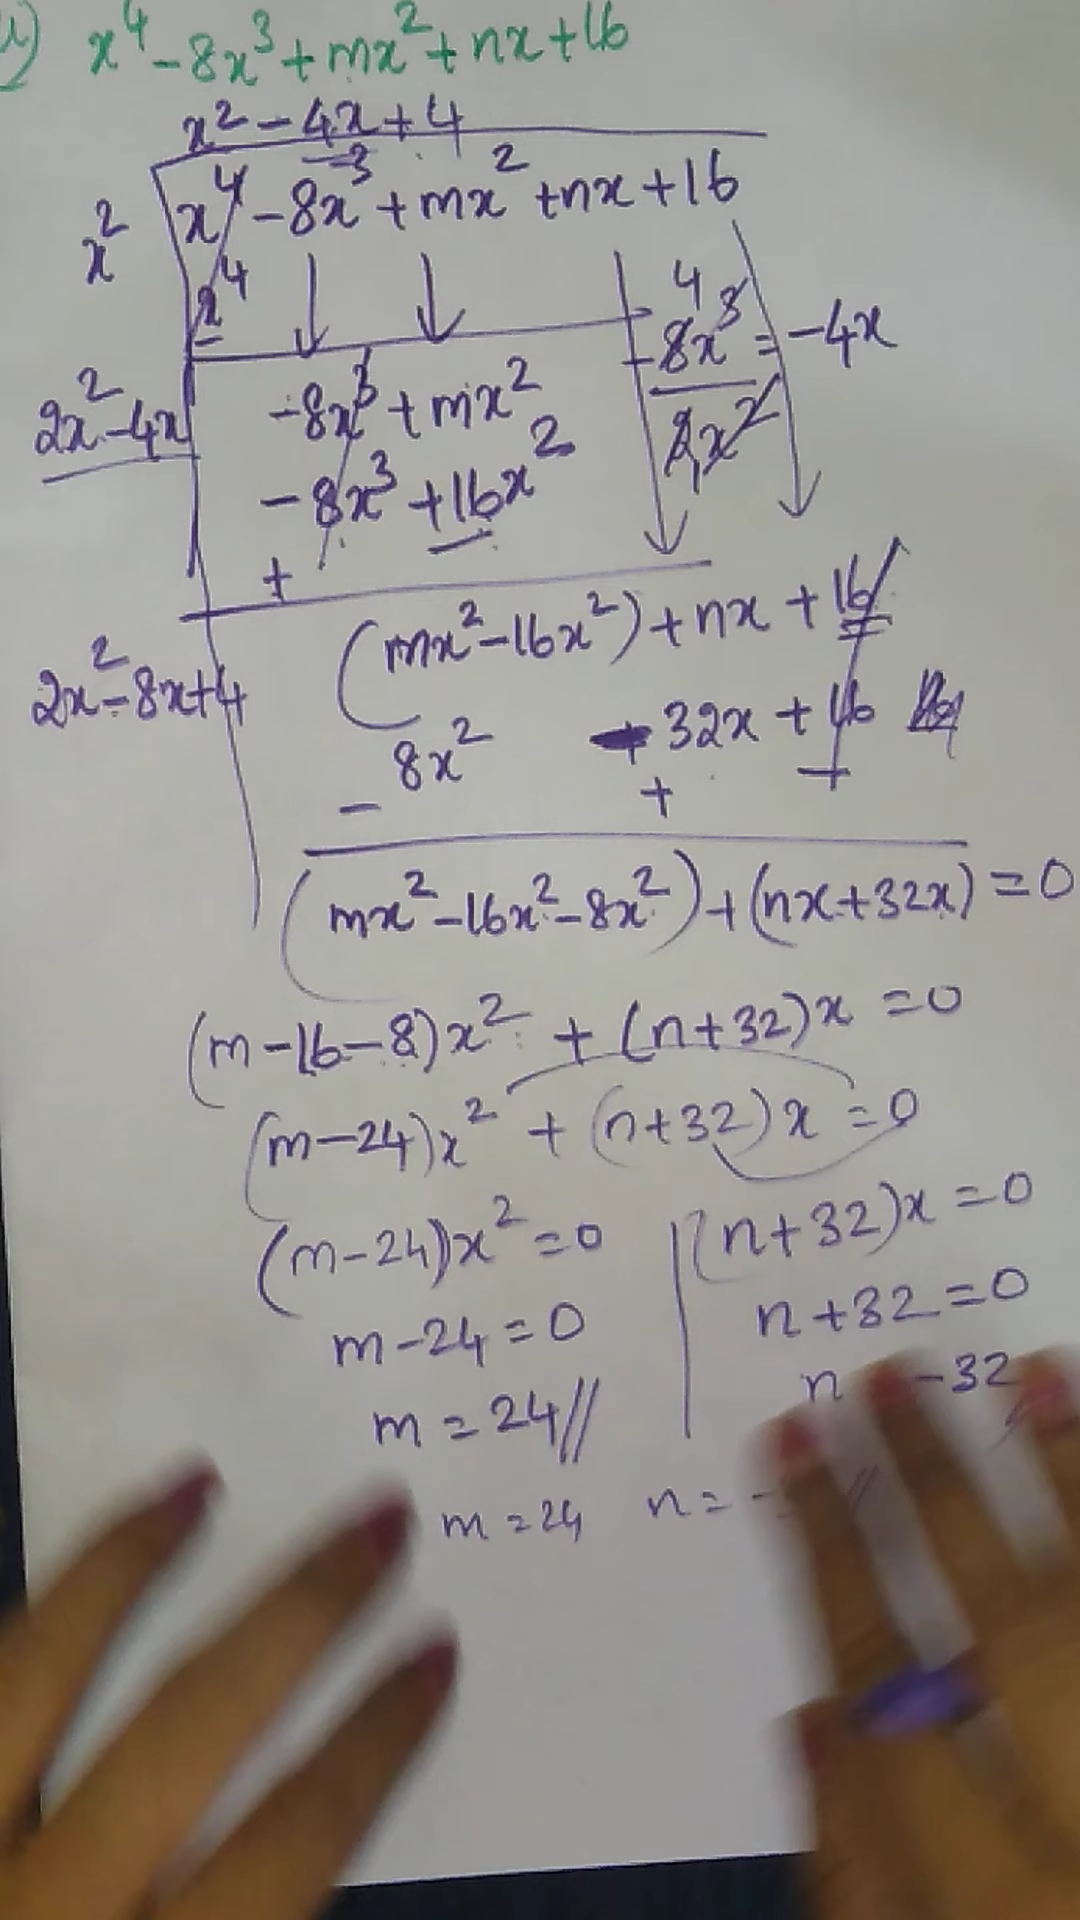 x⁴ - 8x³ + mx² + nx + 16
x² - 4x + 4
x² x⁴ - 8x³ + mx² + nx + 16
x⁴
-8x³ / 2x² = -4x
4
2x² - 4x -8x³ + mx²
-8x³ + 16x²
+
2x² - 8x + 4 (mx² - 16x²) + nx + 16
8x² - 32x + 16
- + -
(mx² - 16x² - 8x²) + (nx + 32x) = 0
(m - 16 - 8)x² + (n + 32)x = 0
(m - 24)x² + (n + 32)x = 0
(m - 24)x² = 0 (n + 32)x = 0
m - 24 = 0 n + 32 = 0
m = 24// n -32
m = 24 n = -